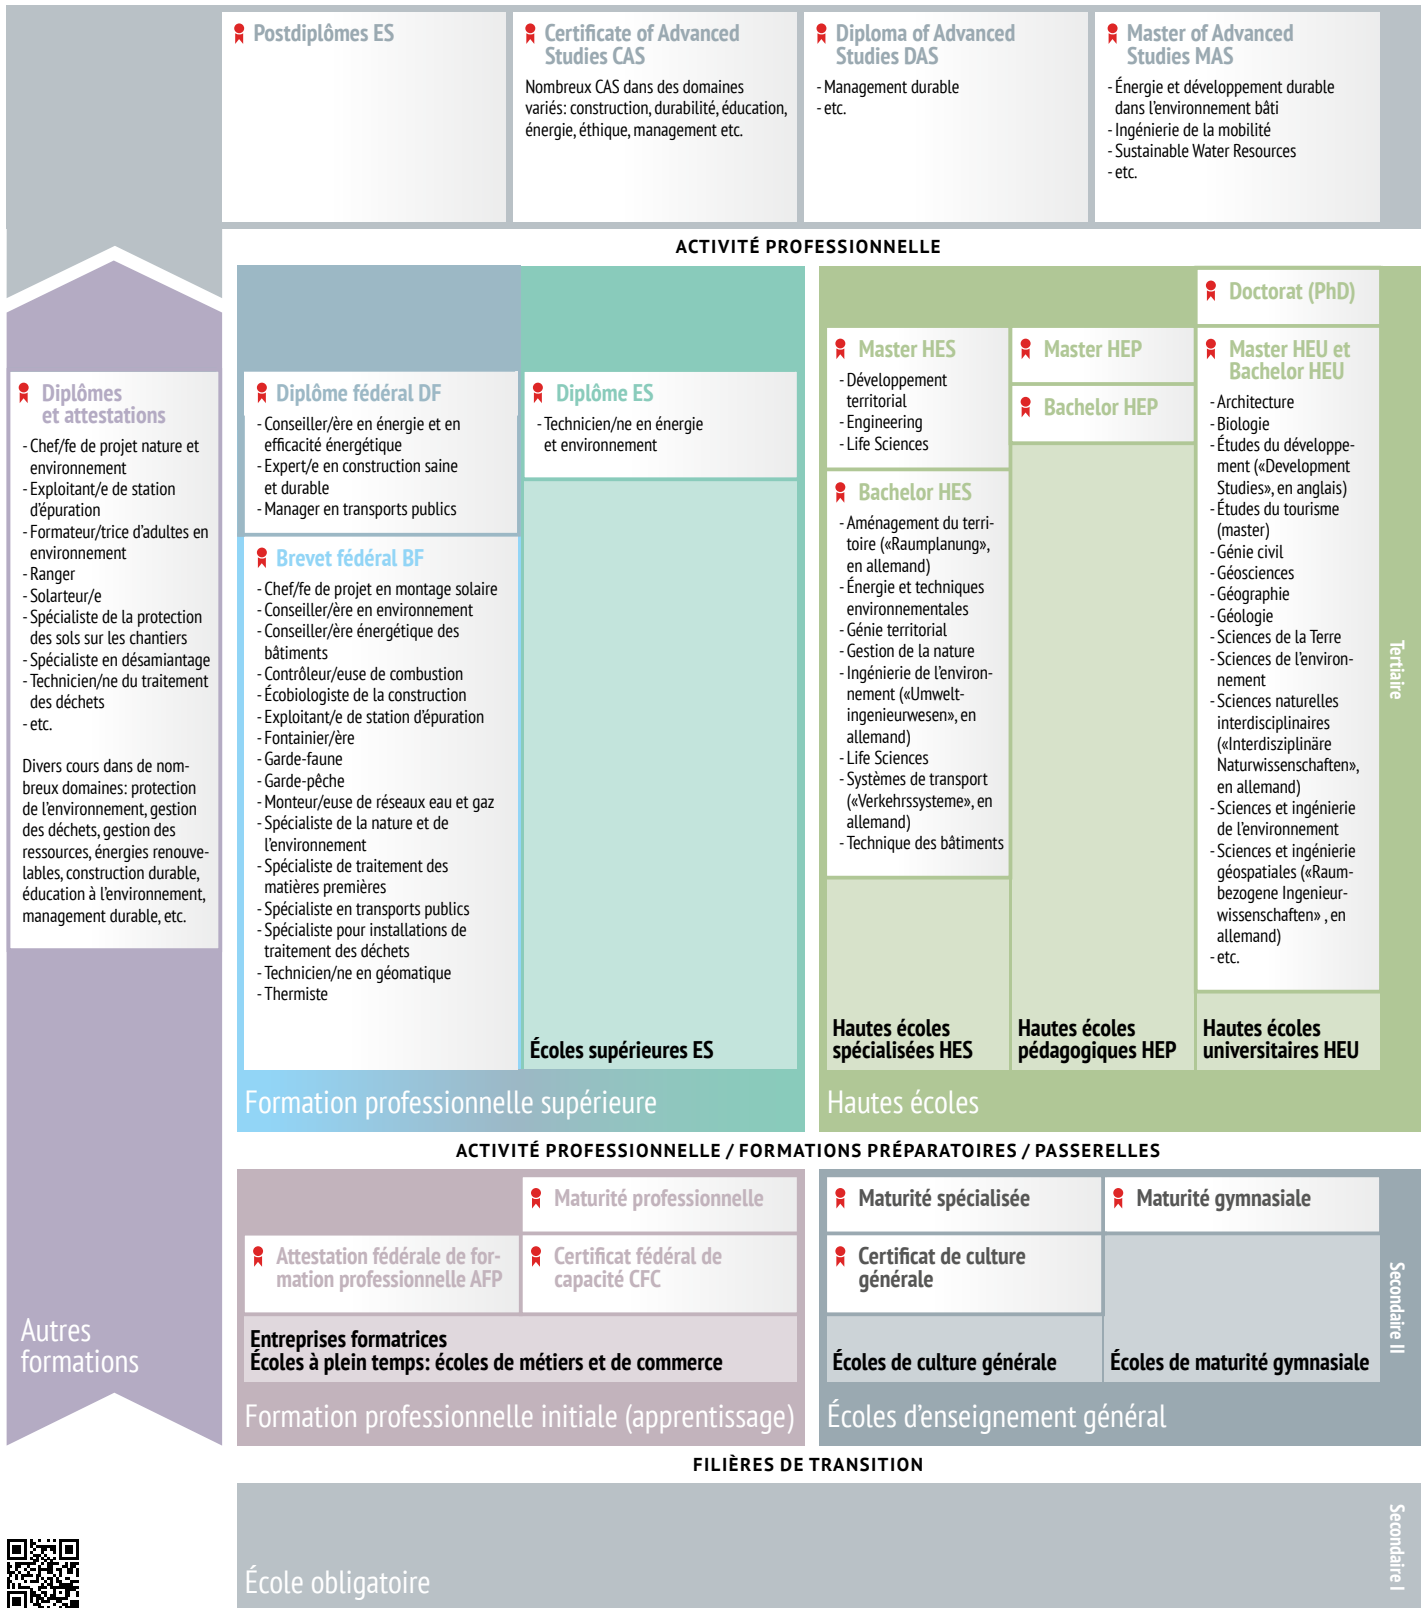 Postdiplômes ES
Certificate of Advanced
Studies CAS
Nombreux CAS dans des domaines
variés: construction, durabilité, éducation,
énergie, éthique, management etc.
Diploma of Advanced
Studies DAS
- Management durable
- etc.
Master of Advanced
Studies MAS
- Énergie et développement durable
dans l'environnement bâti
- Ingénierie de la mobilité
- Sustainable Water Resources
- etc.
ACTIVITÉ PROFESSIONNELLE
Diplômes
et attestations
- Chef/fe de projet nature et
environnement
- Exploitant/e de station
d'épuration
- Formateur/trice d'adultes en
environnement
- Ranger
- Solarteur/e
- Spécialiste de la protection
des sols sur les chantiers
- Spécialiste en désamiantage
- Technicien/ne du traitement
des déchets
- etc.
Divers cours dans de nom-
breux domaines: protection
de l'environnement, gestion
des déchets, gestion des
ressources, énergies renouve-
lables, construction durable,
éducation à l'environnement,
management durable, etc.
Autres
formations
Diplôme fédéral DF
- Conseiller/ère en énergie et en
efficacité énergétique
- Expert/e en construction saine
et durable
- Manager en transports publics
Brevet fédéral BF
- Chef/fe de projet en montage solaire
- Conseiller/ère en environnement
- Conseiller/ère énergétique des
bâtiments
- Contrôleur/euse de combustion
- Écobiologiste de la construction
- Exploitant/e de station d'épuration
- Fontainier/ère
- Garde-faune
- Garde-pêche
- Monteur/euse de réseaux eau et gaz
- Spécialiste de la nature et de
l'environnement
- Spécialiste de traitement des
matières premières
- Spécialiste en transports publics
- Spécialiste pour installations de
traitement des déchets
- Technicien/ne en géomatique
- Thermiste
Diplôme ES
- Technicien/ne en énergie
et environnement
Écoles supérieures ES
Formation professionnelle supérieure
Master HES
- Développement
territorial
- Engineering
- Life Sciences
Bachelor HES
- Aménagement du terri-
toire («Raumplanung»,
en allemand)
- Énergie et techniques
environnementales
- Génie territorial
- Gestion de la nature
- Ingénierie de l'environ-
nement («Umwelt-
ingenieurwesen», en
allemand)
- Life Sciences
- Systèmes de transport
(«Verkehrssysteme», en
allemand)
- Technique des bâtiments
Hautes écoles
spécialisées HES
Master HEP
Bachelor HEP
Hautes écoles
pédagogiques HEP
Doctorat (PhD)
Master HEU et
Bachelor HEU
- Architecture
- Biologie
- Études du développe-
ment («Development
Studies», en anglais)
- Études du tourisme
(master)
- Génie civil
- Géosciences
- Géographie
- Géologie
- Sciences de la Terre
- Sciences de l'environ-
nement
- Sciences naturelles
interdisciplinaires
(«Interdisziplinäre
Naturwissenschaften»,
en allemand)
- Sciences et ingénierie
de l'environnement
- Sciences et ingénierie
géospatiales («Raum-
bezogene Ingenieur-
wissenschaften» , en
allemand)
- etc.
Hautes écoles
universitaires HEU
Hautes écoles
Tertiaire
ACTIVITÉ PROFESSIONNELLE / FORMATIONS PRÉPARATOIRES / PASSERELLES
Maturité professionnelle
Attestation fédérale de for-
mation professionnelle AFP
Certificat fédéral de
capacité CFC
Entreprises formatrices
Écoles à plein temps: écoles de métiers et de commerce
Formation professionnelle initiale (apprentissage)
Maturité spécialisée
Certificat de culture
générale
Écoles de culture générale
Maturité gymnasiale
Écoles de maturité gymnasiale
Écoles d'enseignement général
Secondaire II
FILIÈRES DE TRANSITION
École obligatoire
Secondaire I